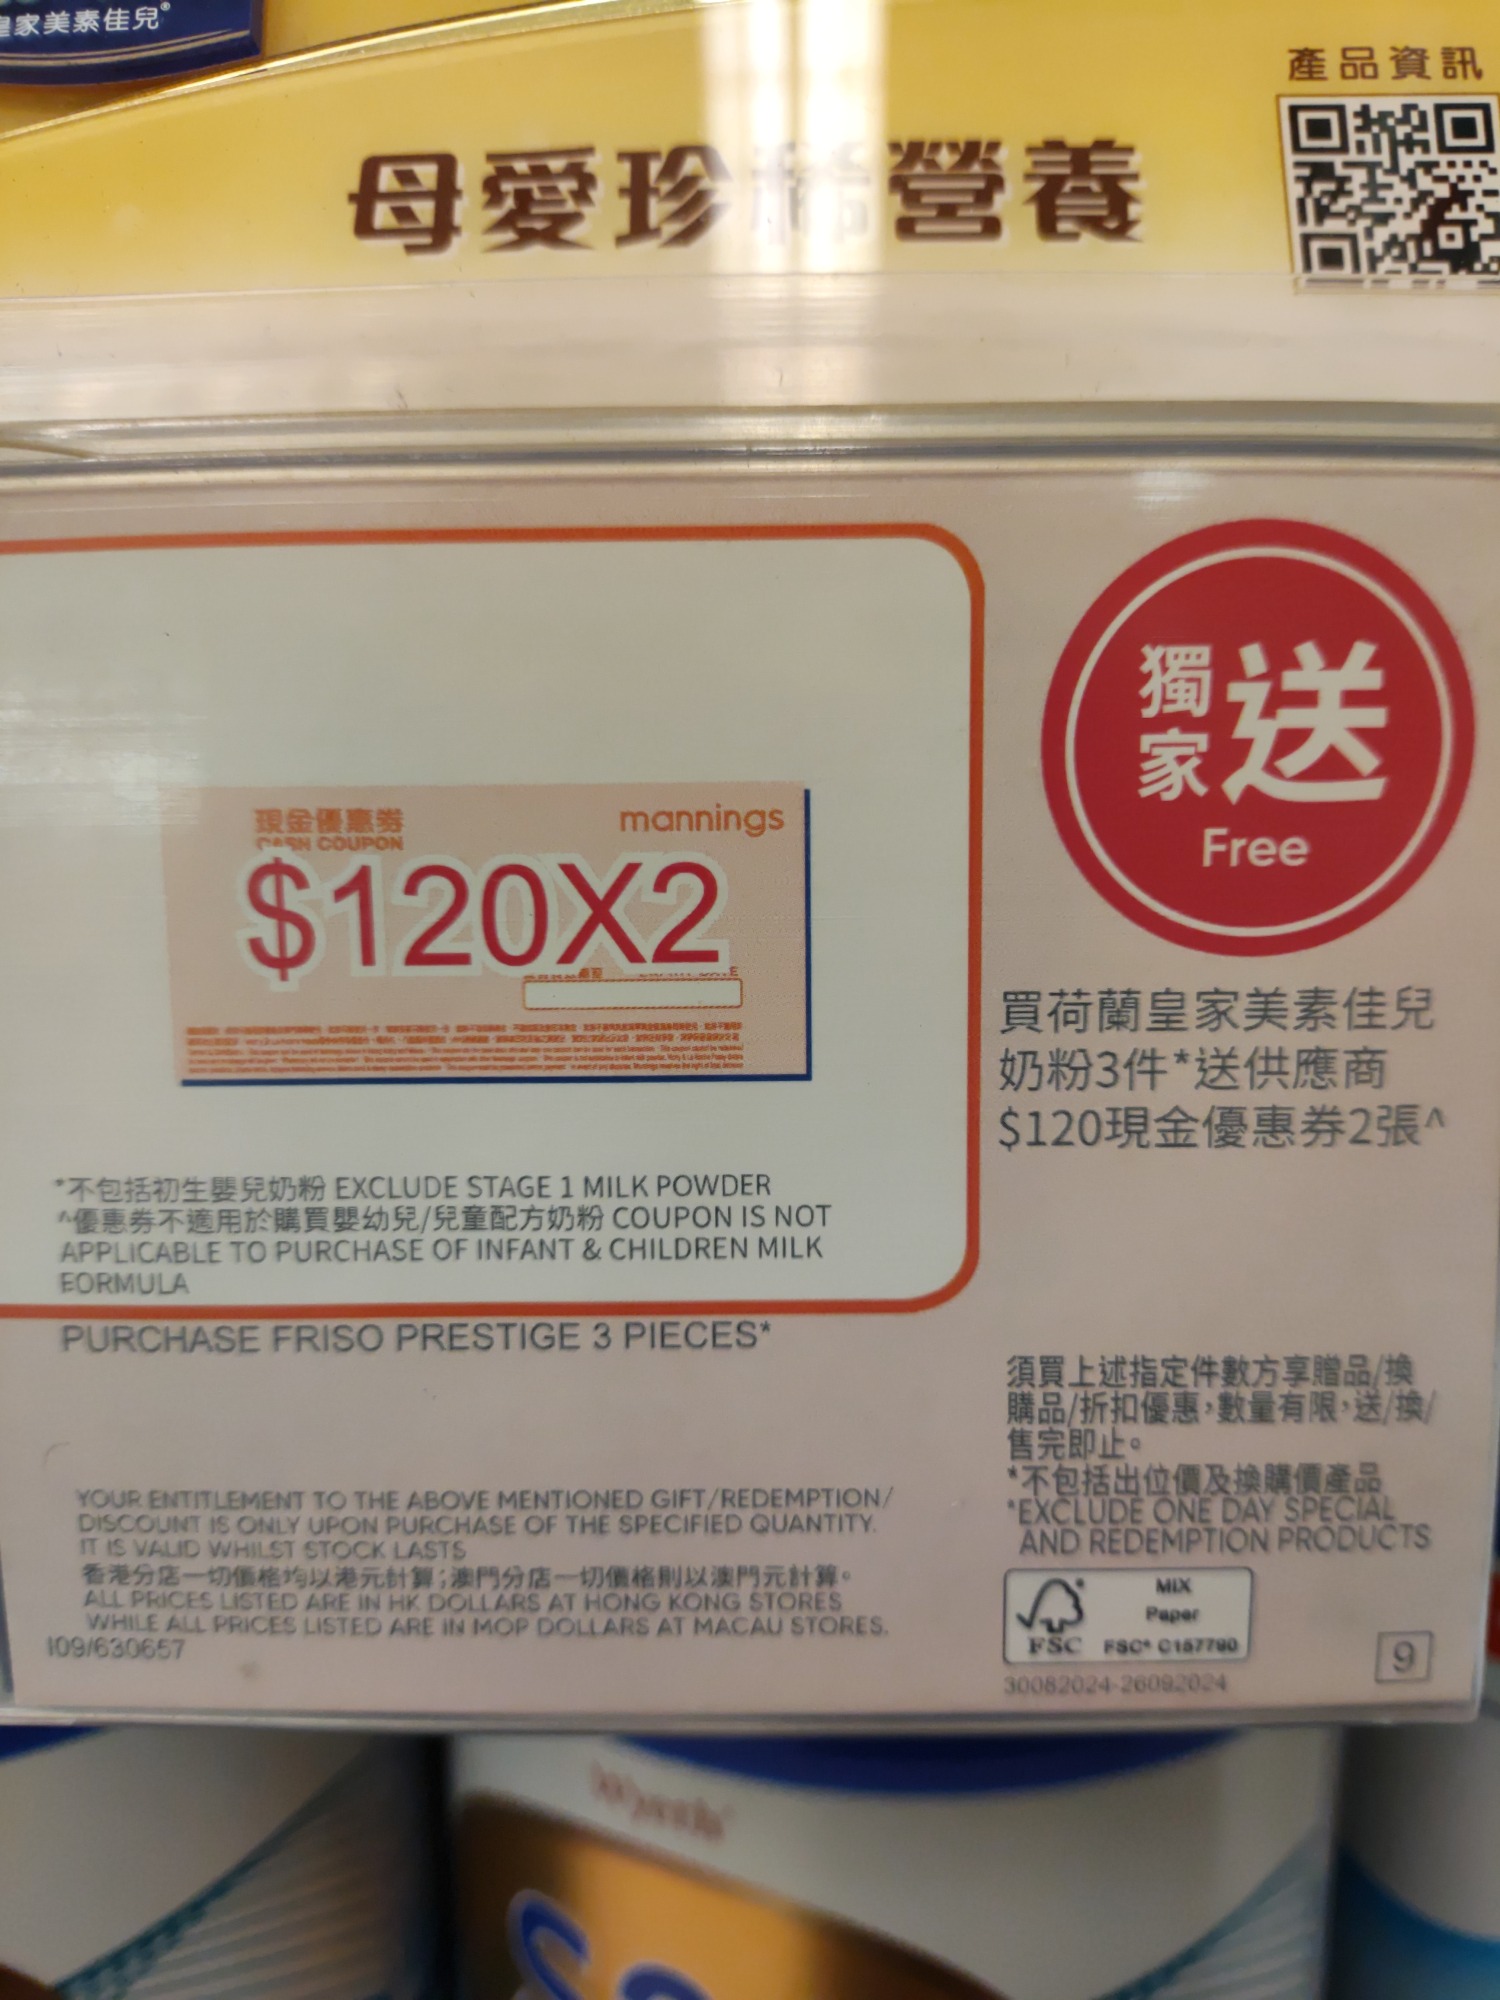 家美素佳兒®
產品資訊
母愛珍稀營養
獨家送
Free
現金優惠券
mannings
CASH COUPON
$120X2
買荷蘭皇家美素佳兒
奶粉3件*送供應商
$120現金優惠券2張^
*不包括初生嬰兒奶粉 EXCLUDE STAGE 1 MILK POWDER
^優惠券不適用於購買嬰幼兒/兒童配方奶粉 COUPON IS NOT
APPLICABLE TO PURCHASE OF INFANT & CHILDREN MILK
FORMULA
PURCHASE FRISO PRESTIGE 3 PIECES*
須買上述指定件數方享贈品/換
購品/折扣優惠,數量有限,送/換/
售完即止。
*不包括出位價及換購價產品
*EXCLUDE ONE DAY SPECIAL
AND REDEMPTION PRODUCTS
YOUR ENTITLEMENT TO THE ABOVE MENTIONED GIFT/REDEMPTION/
DISCOUNT IS ONLY UPON PURCHASE OF THE SPECIFIED QUANTITY.
IT IS VALID WHILST STOCK LASTS
香港分店一切價格均以港元計算;澳門分店一切價格則以澳門元計算。
ALL PRICES LISTED ARE IN HK DOLLARS AT HONG KONG STORES
WHILE ALL PRICES LISTED ARE IN MOP DOLLARS AT MACAU STORES.
109/630657
MIX
Paper
FSC FSC® C157790
30082024-26092024
9
Wyeth